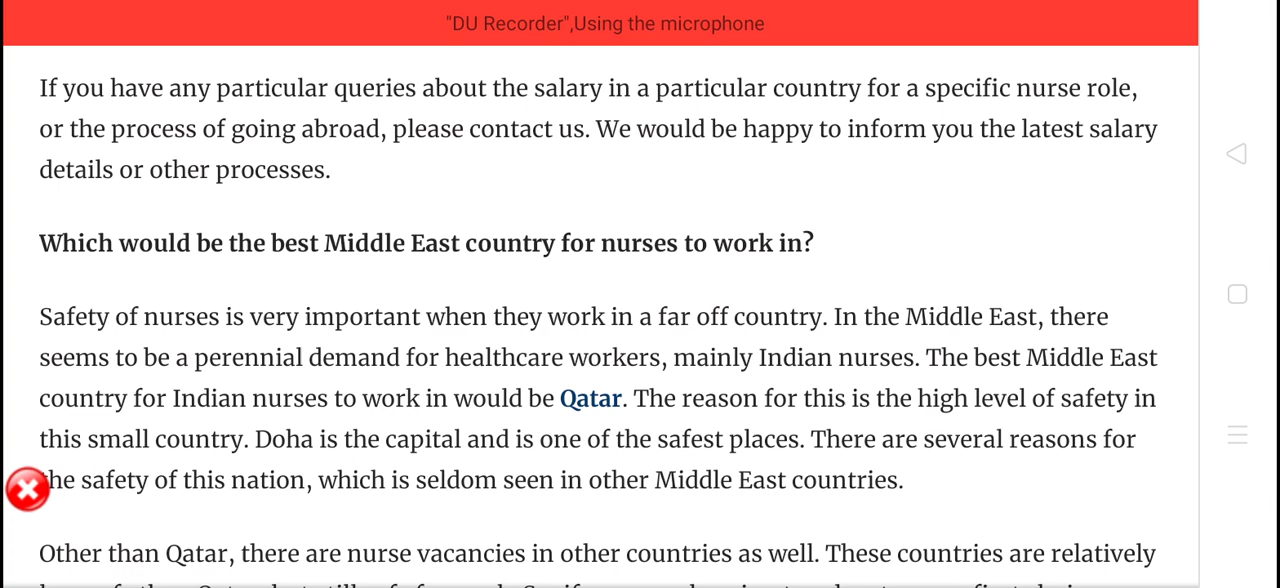 "DU Recorder",Using the microphone
If you have any particular queries about the salary in a particular country for a specific nurse role,
or the process of going abroad, please contact us. We would be happy to inform you the latest salary
details or other processes.
Which would be the best Middle East country for nurses to work in?
Safety of nurses is very important when they work in a far off country. In the Middle East, there
seems to be a perennial demand for healthcare workers, mainly Indian nurses. The best Middle East
country for Indian nurses to work in would be Qatar. The reason for this is the high level of safety in
this small country. Doha is the capital and is one of the safest places. There are several reasons for
the safety of this nation, which is seldom seen in other Middle East countries.
Other than Qatar, there are nurse vacancies in other countries as well. These countries are relatively